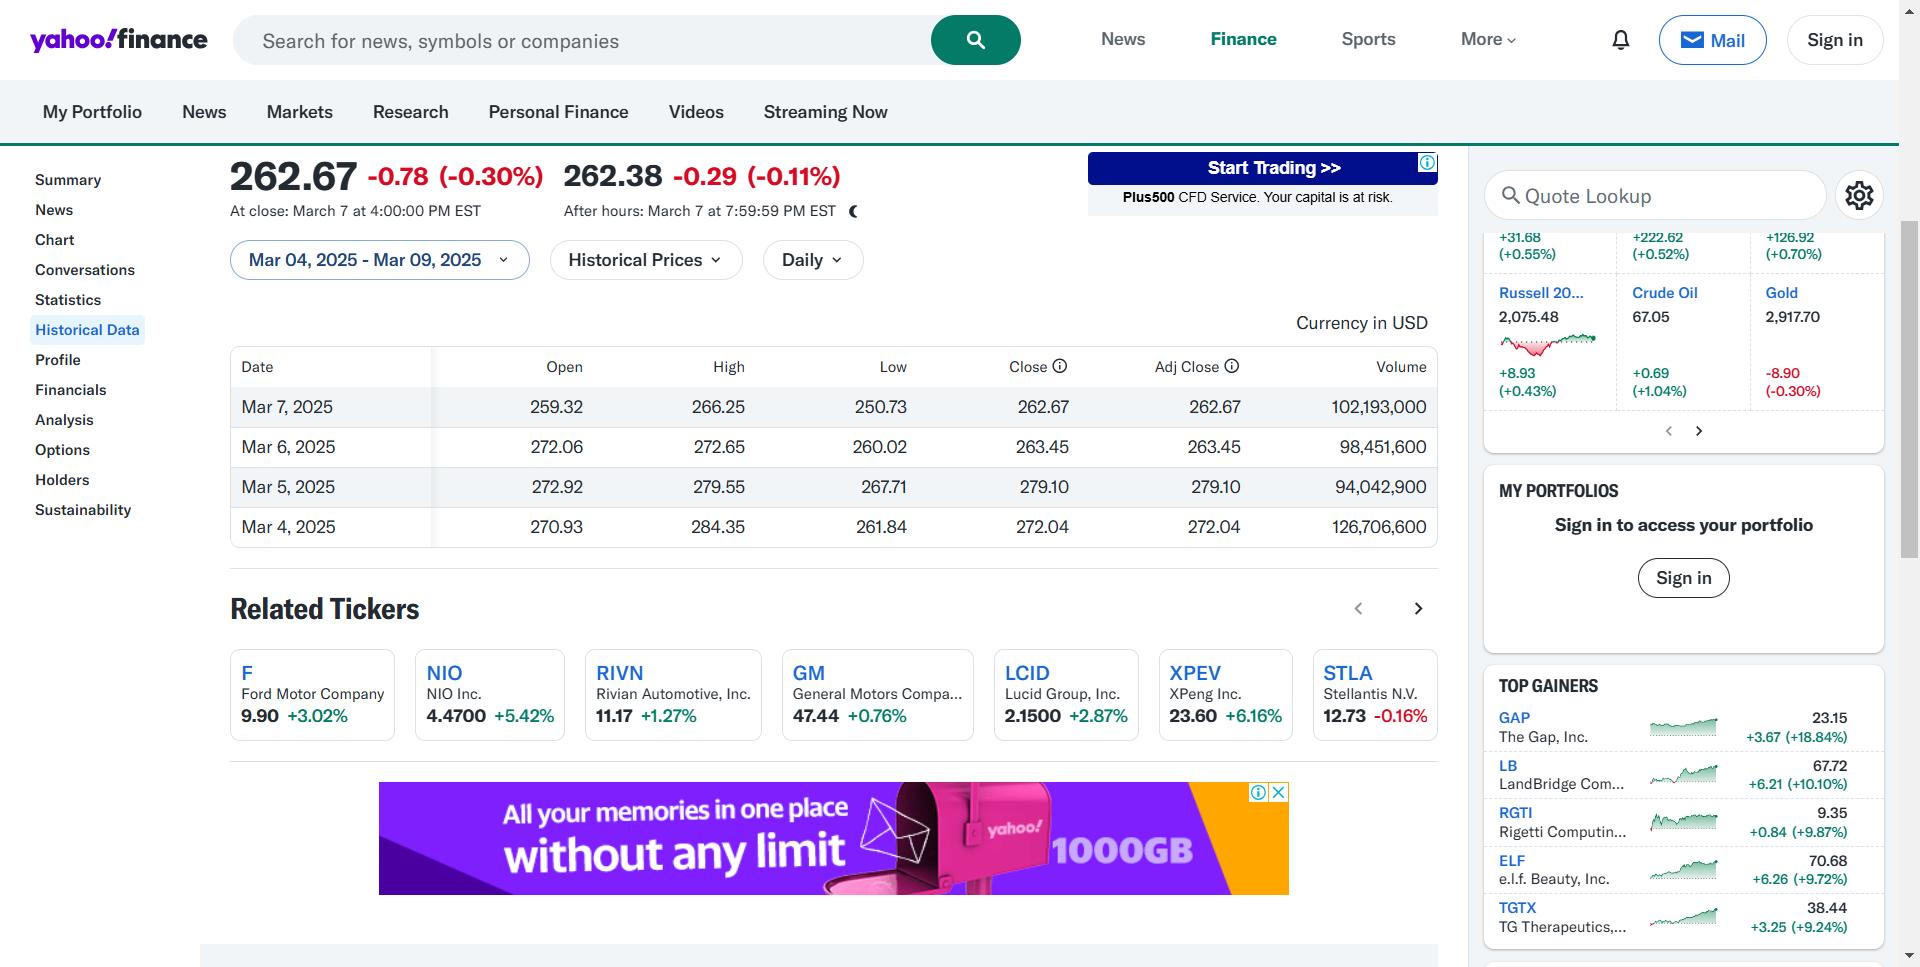 yahoo!finance
Search for news, symbols or companies
News
Finance
Sports
More
Mail
Sign in
My Portfolio
News
Markets
Research
Personal Finance
Videos
Streaming Now
Summary
News
Chart
Conversations
Statistics
Historical Data
Profile
Financials
Analysis
Options
Holders
Sustainability
262.67 -0.78 (-0.30%)
At close: March 7 at 4:00:00 PM EST
262.38 -0.29 (-0.11%)
After hours: March 7 at 7:59:59 PM EST
Start Trading >>
Plus500 CFD Service. Your capital is at risk.
Mar 04, 2025 - Mar 09, 2025
Historical Prices
Daily
Currency in USD
Date Open High Low Close Adj Close Volume
Mar 7, 2025 259.32 266.25 250.73 262.67 262.67 102,193,000
Mar 6, 2025 272.06 272.65 260.02 263.45 263.45 98,451,600
Mar 5, 2025 272.92 279.55 267.71 279.10 279.10 94,042,900
Mar 4, 2025 270.93 284.35 261.84 272.04 272.04 126,706,600
Related Tickers
F
Ford Motor Company
9.90 +3.02%
NIO
NIO Inc.
4.4700 +5.42%
RIVN
Rivian Automotive, Inc.
11.17 +1.27%
GM
General Motors Compa...
47.44 +0.76%
LCID
Lucid Group, Inc.
2.1500 +2.87%
XPEV
XPeng Inc.
23.60 +6.16%
STLA
Stellantis N.V.
12.73 -0.16%
All your memories in one place
without any limit
yahoo!
1000GB
Quote Lookup
+31.68
(+0.55%)
+222.62
(+0.52%)
+126.92
(+0.70%)
Russell 20...
2,075.48
+8.93
(+0.43%)
Crude Oil
67.05
+0.69
(+1.04%)
Gold
2,917.70
-8.90
(-0.30%)
MY PORTFOLIOS
Sign in to access your portfolio
Sign in
TOP GAINERS
GAP 23.15
The Gap, Inc. +3.67 (+18.84%)
LB 67.72
LandBridge Com... +6.21 (+10.10%)
RGTI 9.35
Rigetti Computin... +0.84 (+9.87%)
ELF 70.68
e.l.f. Beauty, Inc. +6.26 (+9.72%)
TGTX 38.44
TG Therapeutics,... +3.25 (+9.24%)